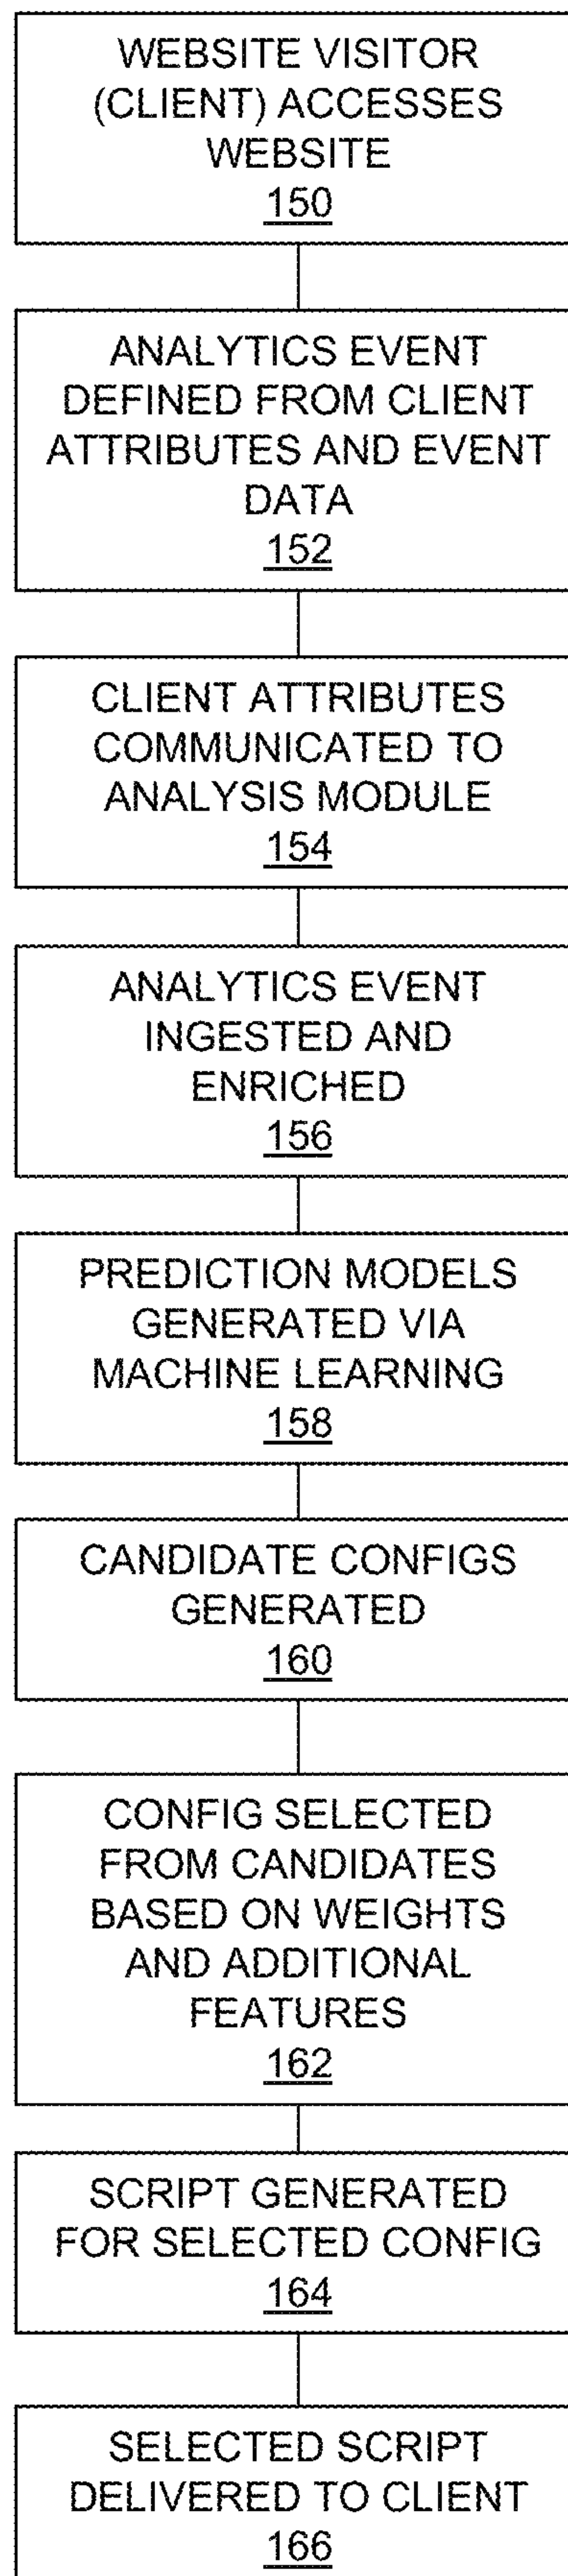 WEBSITE VISITOR
(CLIENT) ACCESSES
WEBSITE
150
ANALYTICS EVENT
DEFINED FROM CLIENT
ATTRIBUTES AND EVENT
DATA
152
CLIENT ATTRIBUTES
COMMUNICATED TO
ANALYSIS MODULE
154
ANALYTICS EVENT
INGESTED AND
ENRICHED
156
PREDICTION MODELS
GENERATED VIA
MACHINE LEARNING
158
CANDIDATE CONFIGS
GENERATED
160
CONFIG SELECTED
FROM CANDIDATES
BASED ON WEIGHTS
AND ADDITIONAL
FEATURES
162
SCRIPT GENERATED
FOR SELECTED CONFIG
164
SELECTED SCRIPT
DELIVERED TO CLIENT
166